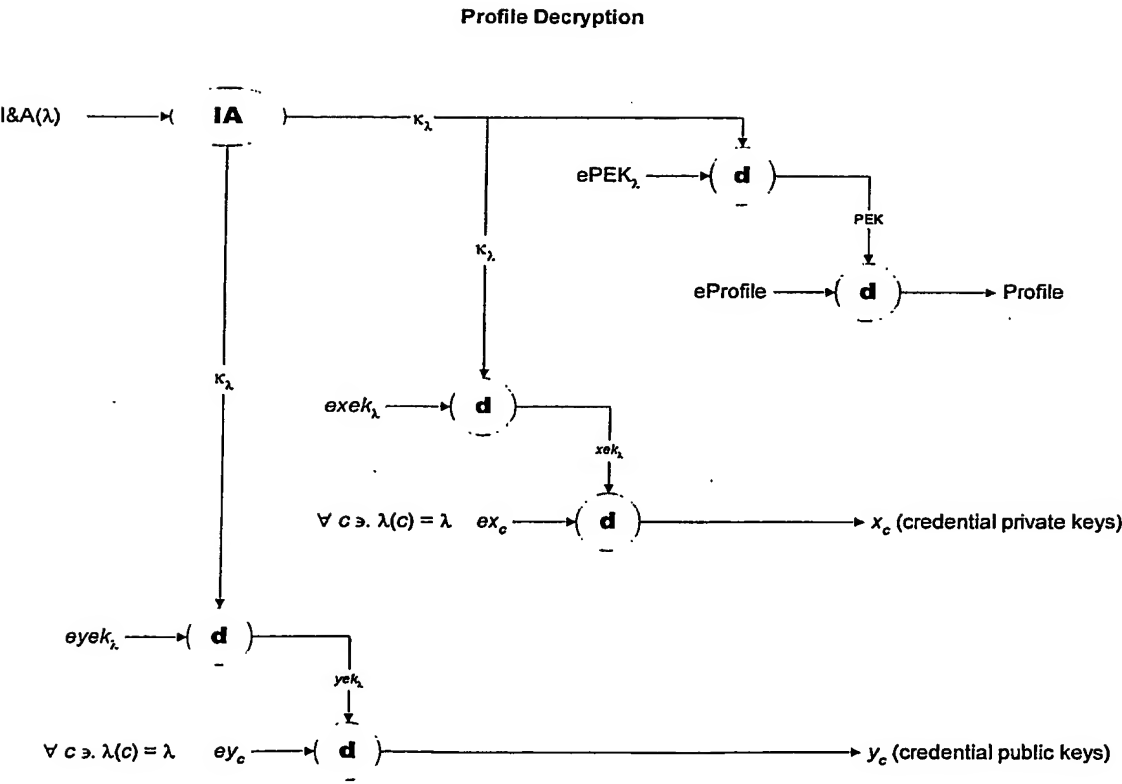 Profile Decryption
I&A(λ) IA κλ
ePEKλ d
PEK
κλ
eProfile d Profile
κλ
exekλ d
xekλ
∀ c ∍. λ(c) = λ exc d xc (credential private keys)
eyekλ d
yekλ
∀ c ∍. λ(c) = λ eyc d yc (credential public keys)